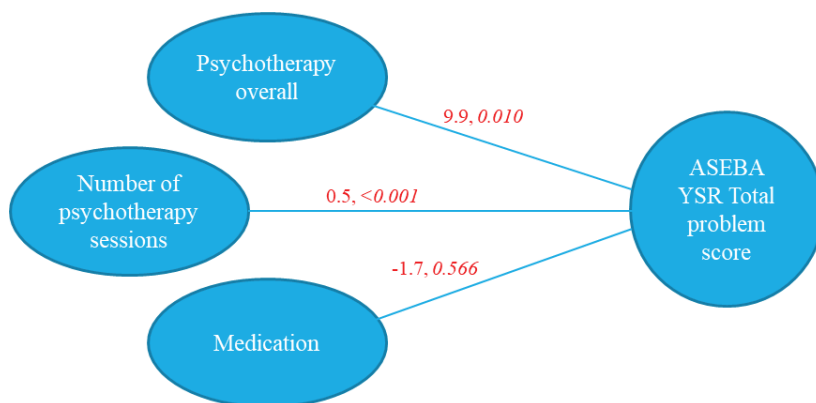 Psychotherapy
overall
9.9, 0.010
Number of
psychotherapy
sessions
0.5, <0.001
Medication
-1.7, 0.566
ASEBA
YSR Total
problem
score